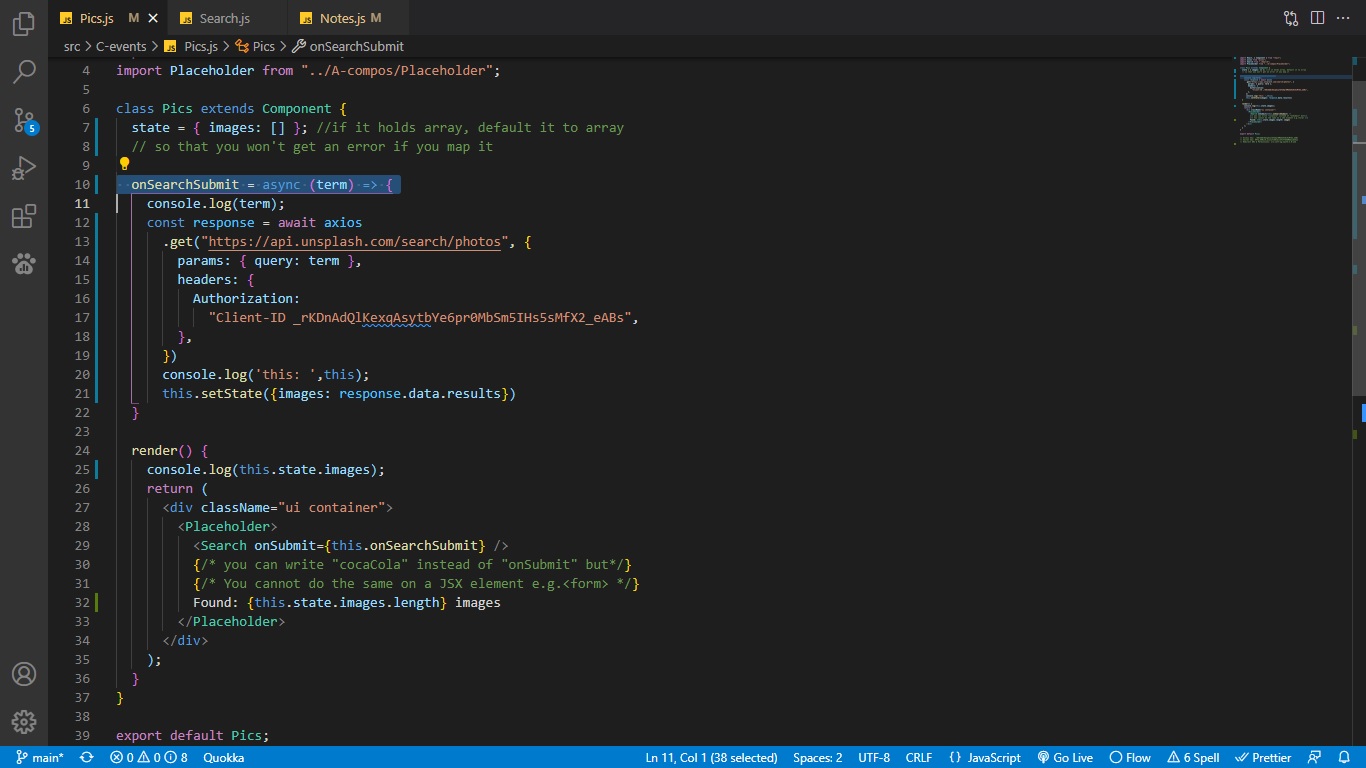 Pics.js M
Search.js
Notes.js M
src > C-events > Pics.js > Pics > onSearchSubmit
4 import Placeholder from "../A-compos/Placeholder";
5
6 class Pics extends Component {
7 state = { images: [] }; //if it holds array, default it to array
8 // so that you won't get an error if you map it
9
10 onSearchSubmit = async (term) => {
11 console.log(term);
12 const response = await axios
13 .get("https://api.unsplash.com/search/photos", {
14 params: { query: term },
15 headers: {
16 Authorization:
17 "Client-ID _rKDnAdQlKexqAsytbYe6pr0MbSm5IHs5sMfX2_eABs",
18 },
19 })
20 console.log('this: ',this);
21 this.setState({images: response.data.results})
22 }
23
24 render() {
25 console.log(this.state.images);
26 return (
27 <div className="ui container">
28 <Placeholder>
29 <Search onSubmit={this.onSearchSubmit} />
30 {/* you can write "cocaCola" instead of "onSubmit" but*/}
31 {/* You cannot do the same on a JSX element e.g.<form> */}
32 Found: {this.state.images.length} images
33 </Placeholder>
34 </div>
35 );
36 }
37 }
38
39 export default Pics;
5
main* 0 0 8 Quokka Ln 11, Col 1 (38 selected) Spaces: 2 UTF-8 CRLF {} JavaScript Go Live Flow 6 Spell Prettier